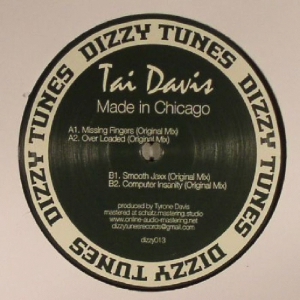 DIZZY TUNES DIZZY TUNES DIZZY TUNES DIZZY TUNES
Tai Davis
Made in Chicago
A1. Missing Fingers (Original Mix)
A2. Over Loaded (Original Mix)
B1. Smooth Jaxx (Original Mix)
B2. Computer Insanity (Original Mix)
produced by Tyrone Davis
mastered at schalz.mastering.studio
www.online-audio-mastering.net
dizzytunesrecords@gmail.com
dizzy013